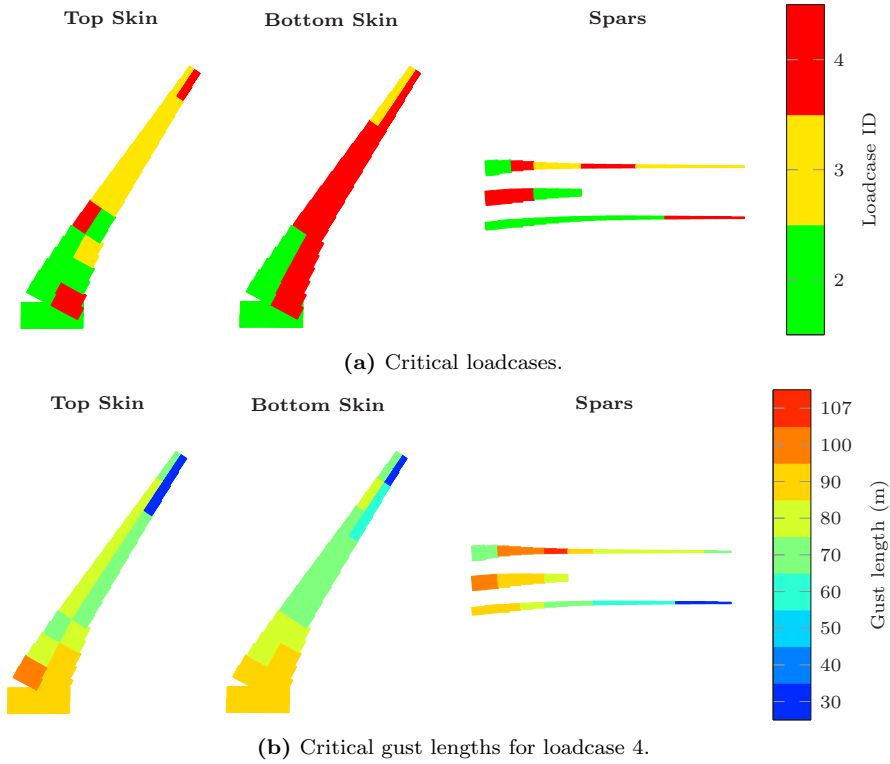 Top Skin
Bottom Skin
Spars
4
3
2
Loadcase ID
(a) Critical loadcases.
Top Skin
Bottom Skin
Spars
107
100
90
80
70
60
50
40
30
Gust length (m)
(b) Critical gust lengths for loadcase 4.